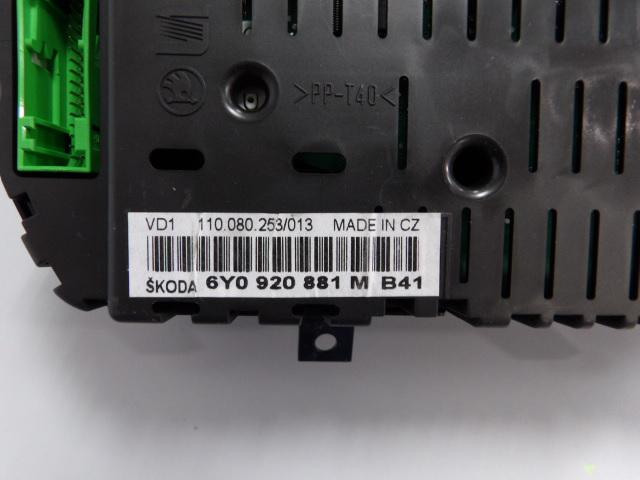 >PP-T40<
VD1 110.080.253/013 MADE IN CZ
ŠKODA 6Y0 920 881 M B41